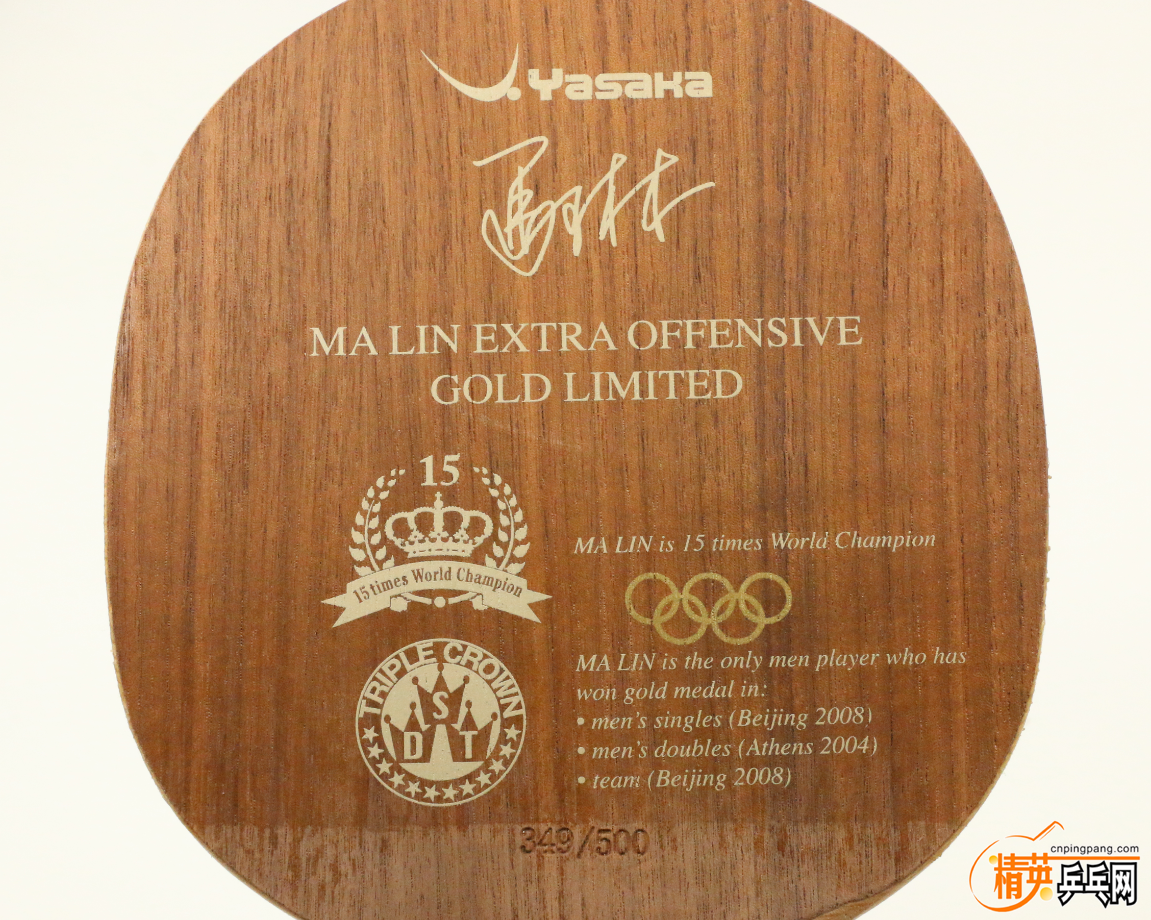 Yasaka
馬琳
MA LIN EXTRA OFFENSIVE
GOLD LIMITED
15
15 times World Champion
MA LIN is 15 times World Champion
TRIPLE CROWN
S
D T
MA LIN is the only men player who has
won gold medal in:
• men's singles (Beijing 2008)
• men's doubles (Athens 2004)
• team (Beijing 2008)
349/500
cnpingpang.com
精英乒乓网